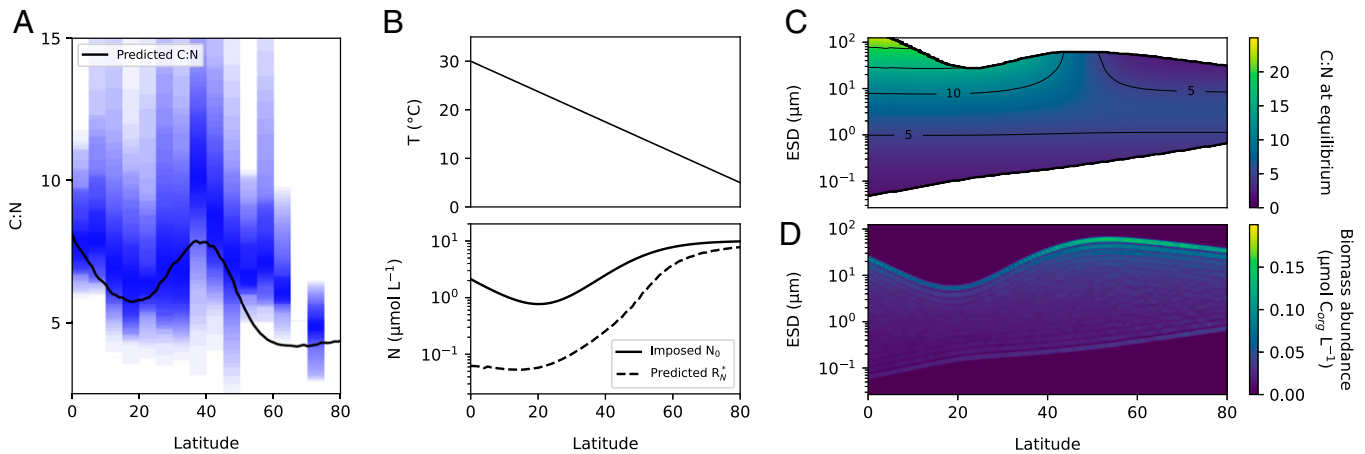 A
15
Predicted C:N
10
C:N
5
0
20
40
60
80
Latitude
B
30
20
T (°C)
10
0
10¹
10⁰
N (μmol L⁻¹)
10⁻¹
Imposed N₀
Predicted R*N
0
20
40
60
80
Latitude
C
10²
10¹
10
5
ESD (μm)
10⁰
5
10⁻¹
20
15
10
5
0
C:N at equilibrium
D
10²
10¹
ESD (μm)
10⁰
10⁻¹
0
20
40
60
80
Latitude
0.15
0.10
0.05
0.00
Biomass abundance
(μmol Corg L⁻¹)